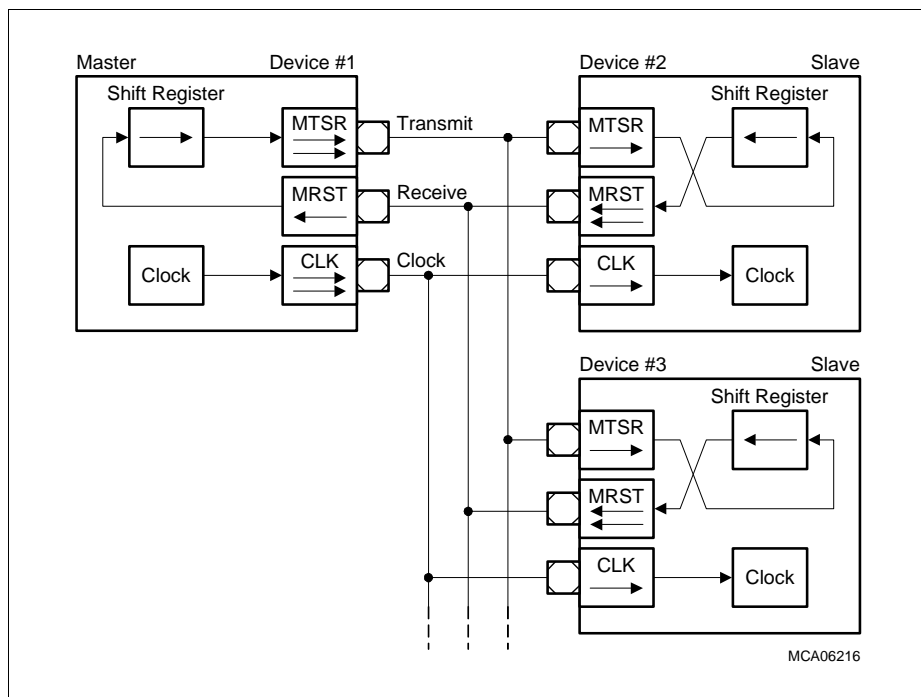 Master Device #1
Shift Register
MTSR
Transmit
MRST
Receive
Clock
CLK
Clock
Device #2 Slave
MTSR
Shift Register
MRST
CLK
Clock
Device #3 Slave
MTSR
Shift Register
MRST
CLK
Clock
MCA06216